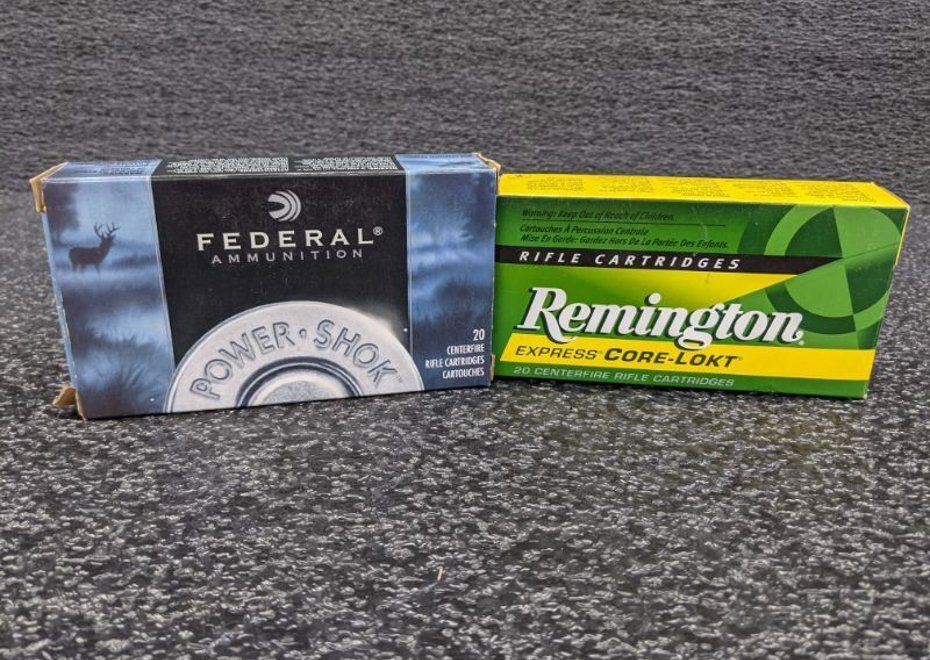 FEDERAL®
AMMUNITION
POWER•SHOK™
20
CENTERFIRE
RIFLE CARTRIDGES
CARTOUCHES
Warning: Keep Out of Reach of Children.
Cartouches À Percussion Centrale
Mise En Garde: Gardez Hors De La Portée Des Enfants.
RIFLE CARTRIDGES
Remington®
EXPRESS® CORE-LOKT®
20 CENTERFIRE RIFLE CARTRIDGES